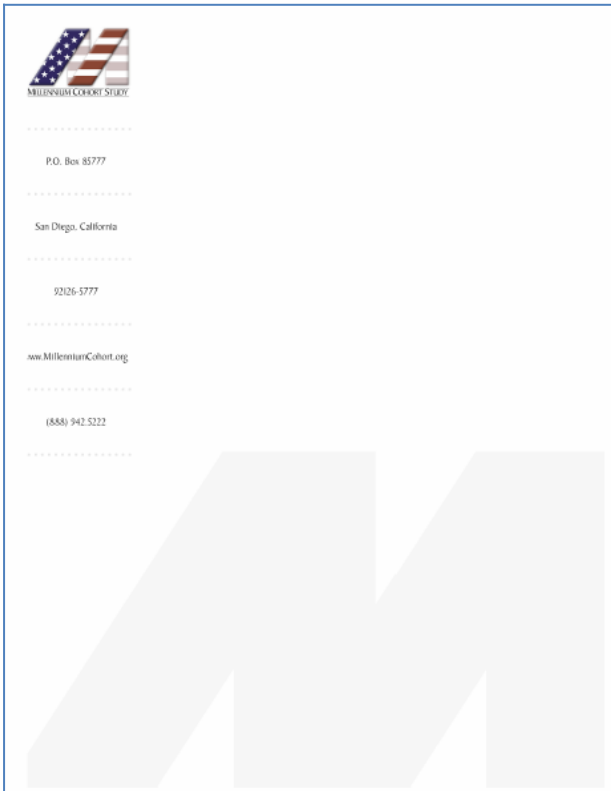 MILLENNIUM COHORT STUDY
P.O. Box 85777
San Diego, California
92126-5777
ww.MillenniumCohort.org
(888) 942.5222